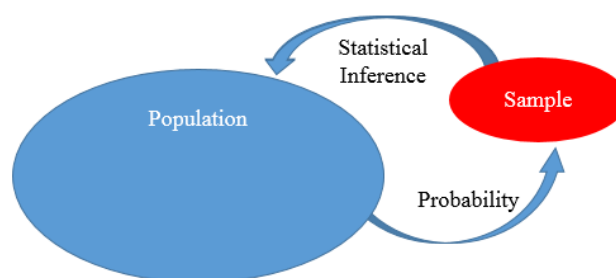 Statistical
Inference
Sample
Population
Probability